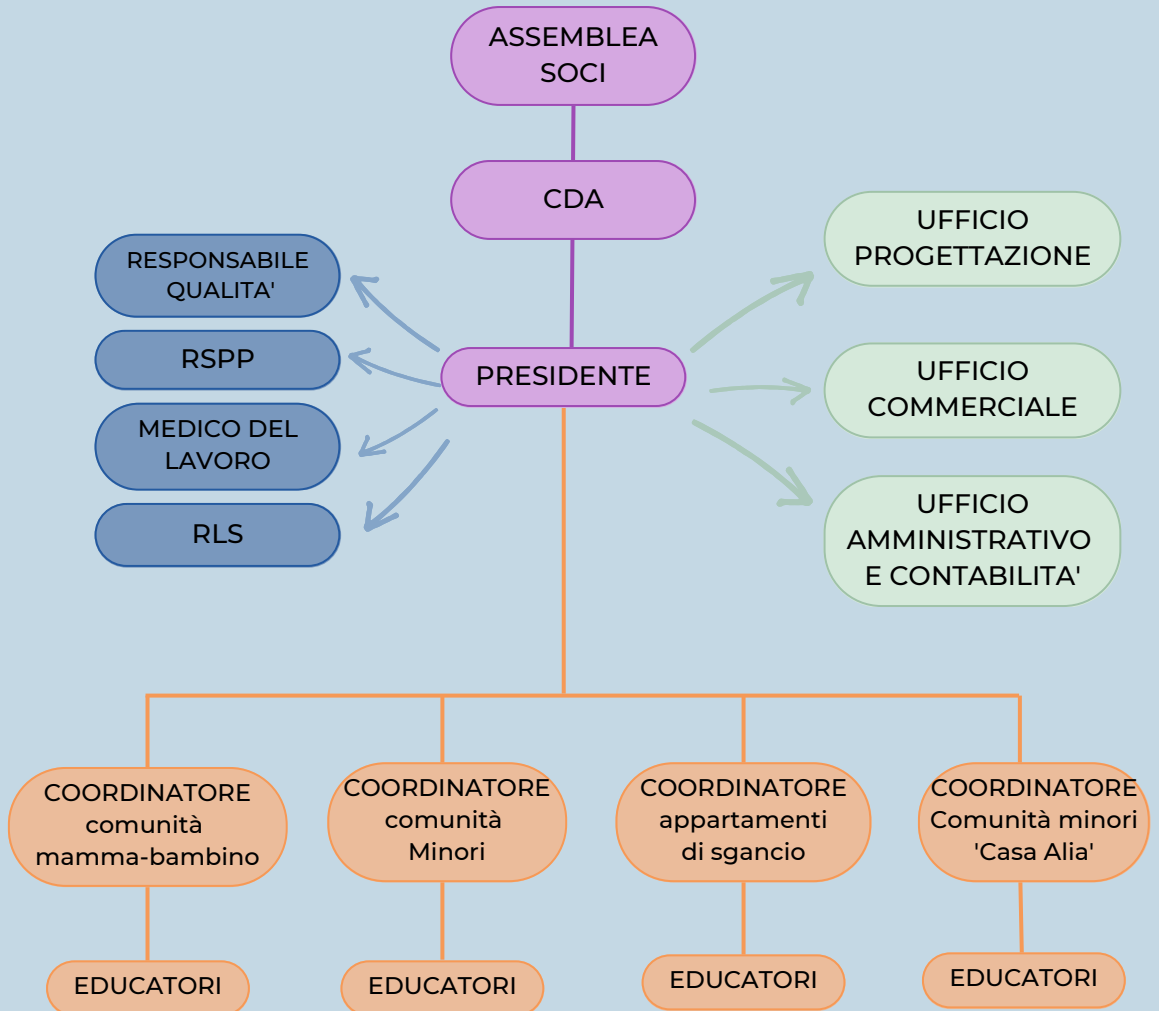 ASSEMBLEA
SOCI
CDA
RESPONSABILE
QUALITA'
RSPP
MEDICO DEL
LAVORO
RLS
PRESIDENTE
UFFICIO
PROGETTAZIONE
UFFICIO
COMMERCIALE
UFFICIO
AMMINISTRATIVO
E CONTABILITA'
COORDINATORE
comunità
mamma-bambino
COORDINATORE
comunità
Minori
COORDINATORE
appartamenti
di sgancio
COORDINATORE
Comunità minori
'Casa Alia'
EDUCATORI
EDUCATORI
EDUCATORI
EDUCATORI